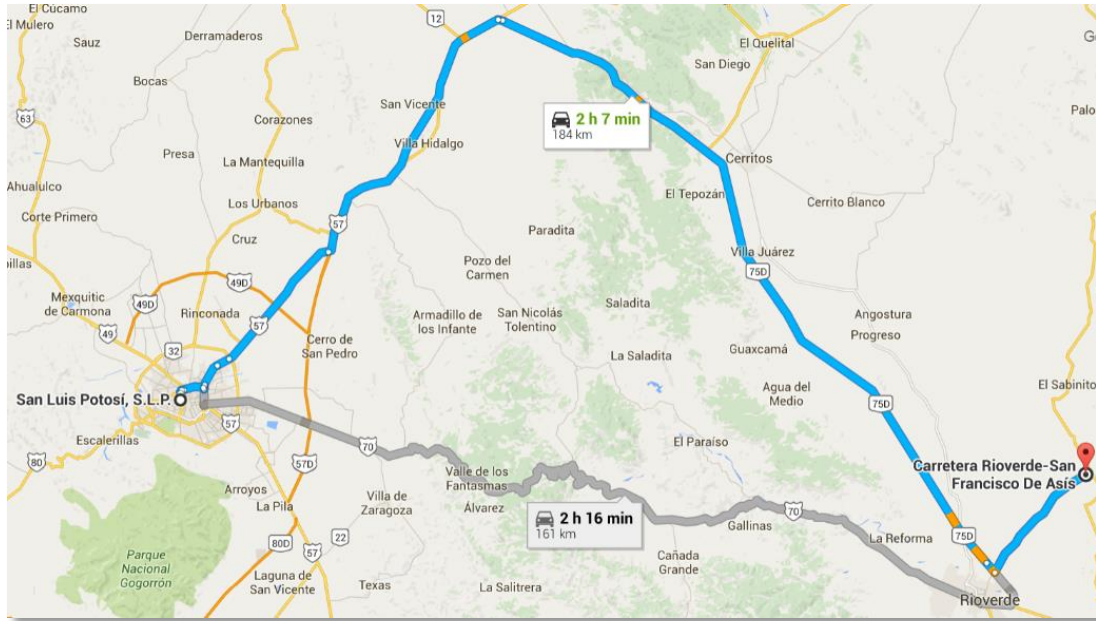 El Cúcamo
El Mulero
Sauz
Derramaderos
12
El Quelital
San Diego
Bocas
San Vicente
63
Corazones
2 h 7 min
184 km
Presa
La Mantequilla
Villa Hidalgo
Cerritos
Ahualulco
Los Urbanos
El Tepozán
Corte Primero
57
Cerrito Blanco
Cruz
Paradita
Villa Juárez
Pozo del
Carmen
75D
49D
49D
Mexquitic
de Carmona
Rinconada
57
Armadillo de
los Infante
San Nicólas
Tolentino
Saladita
Angostura
Progreso
49
32
Cerro de
San Pedro
La Saladita
Guaxcamá
Agua del
Medio
El Sabinito
San Luis Potosí, S.L.P.
75D
57
Escalerillas
70
El Paraíso
80
57D
Valle de los
Fantasmas
Carretera Rioverde-San
Francisco De Asís
Arroyos
Villa de
Zaragoza
Álvarez
2 h 16 min
161 km
70
Gallinas
La Pila
22
La Reforma
75D
80D
57
Parque
Nacional
Gogorrón
Laguna de
San Vicente
Texas
La Salitrera
Cañada
Grande
Rioverde